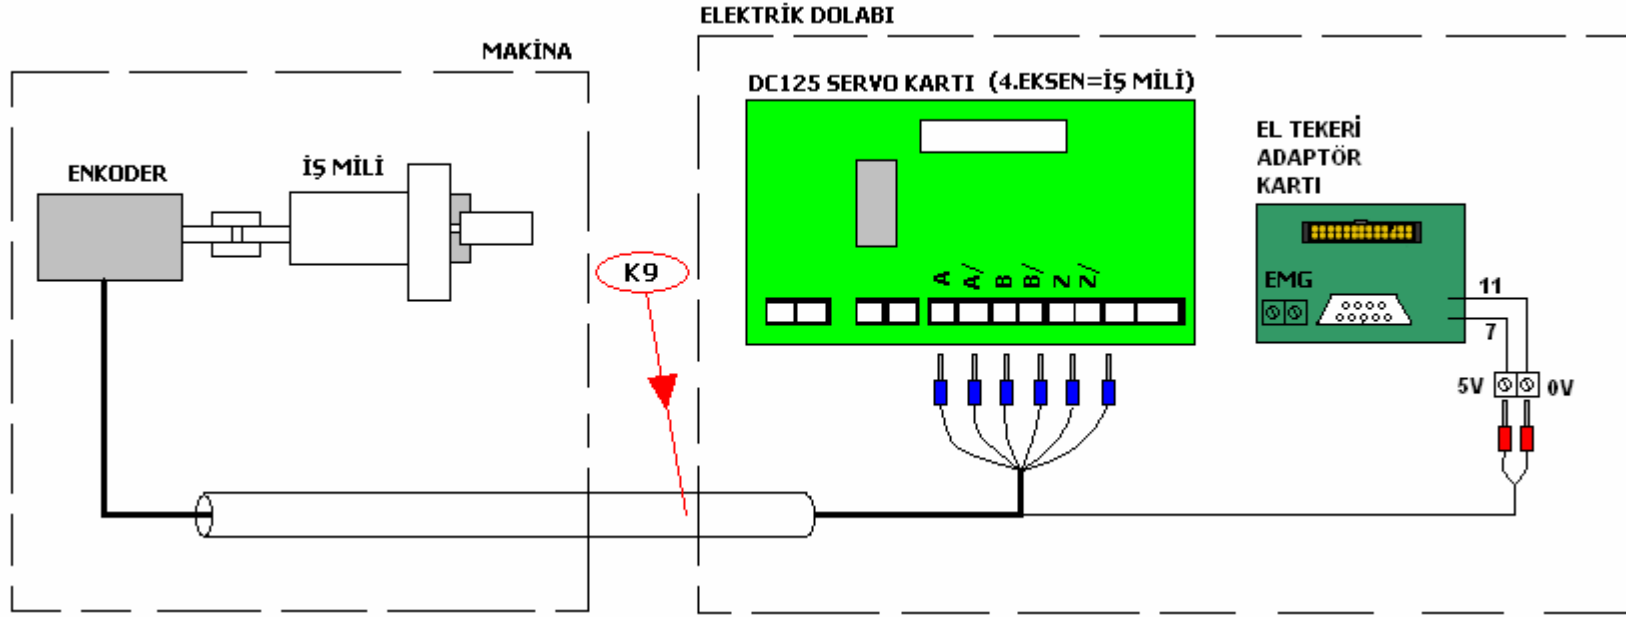 ELEKTRİK DOLABI
MAKİNA
DC125 SERVO KARTI (4.EKSEN=İŞ MİLİ)
EL TEKERİ
ADAPTÖR
KARTI
ENKODER
İŞ MİLİ
K9
A
A/
B
B/
N
N/
EMG
11
7
5V
0V